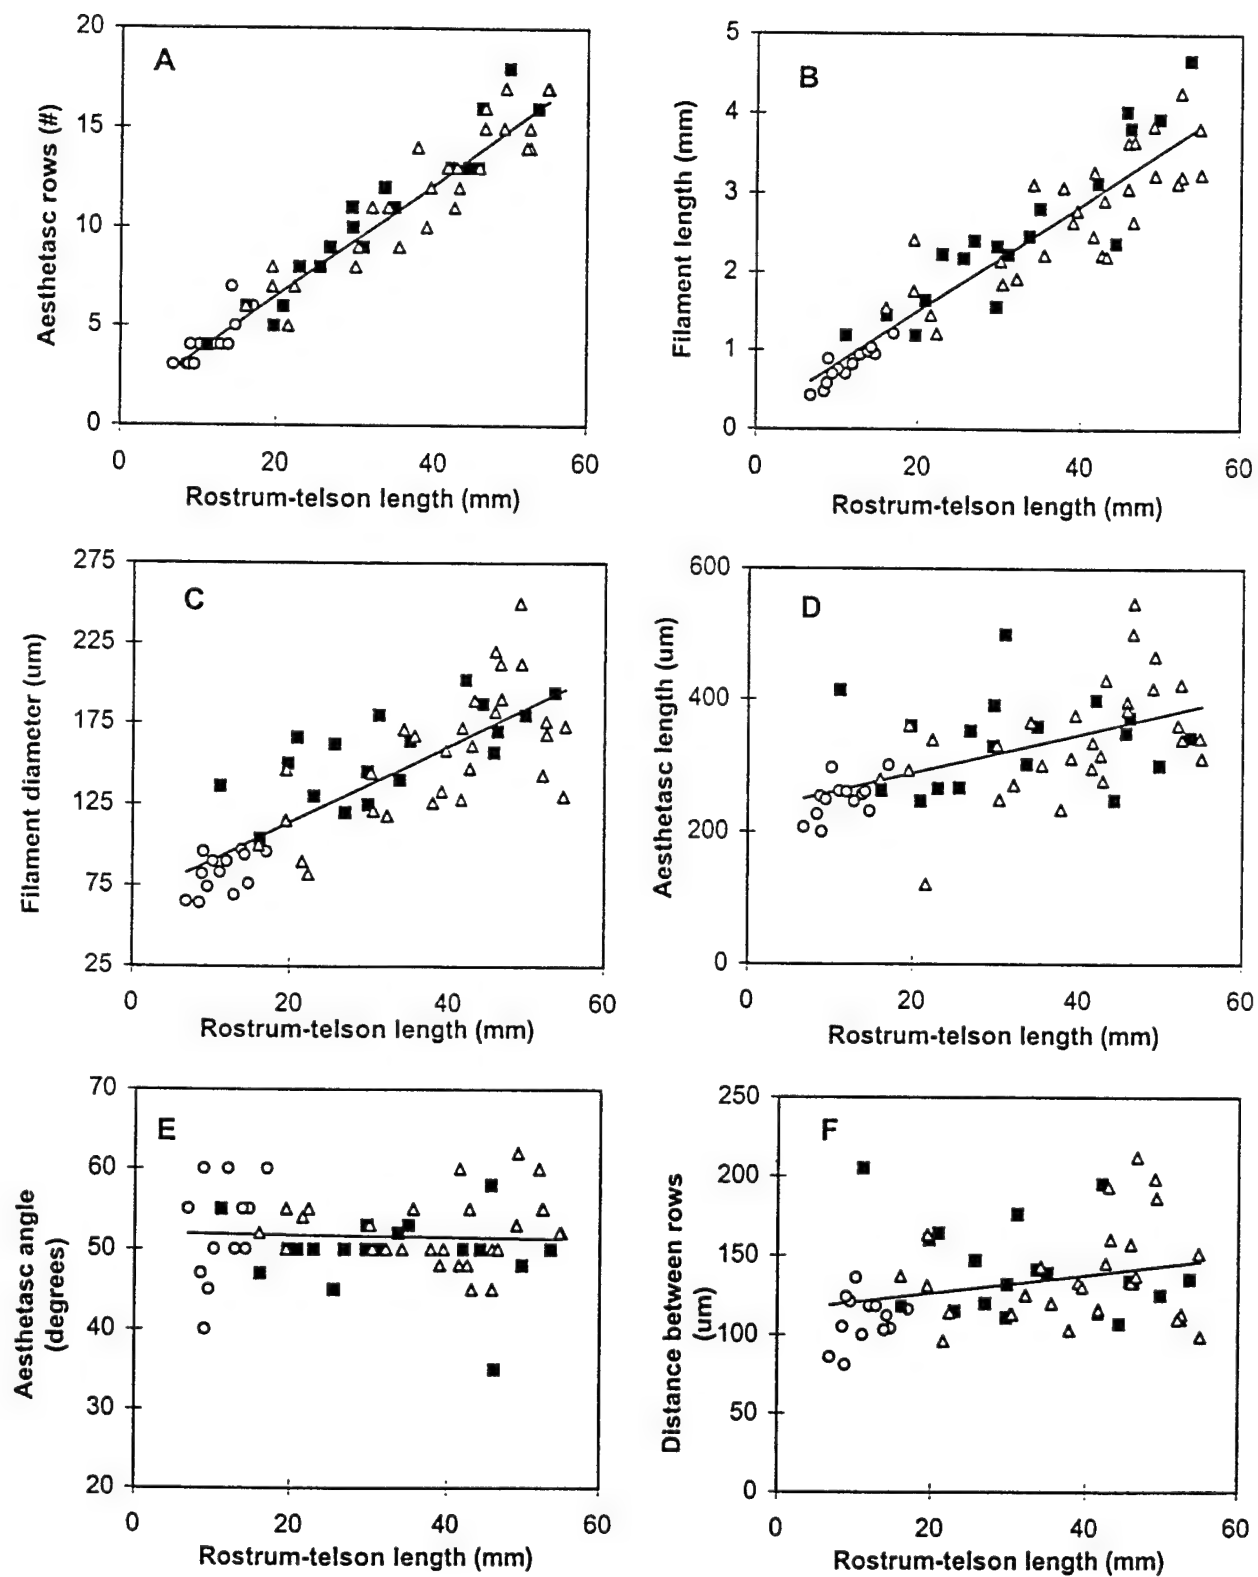 A
Aesthetasc rows (#)
20
15
10
5
0
0 20 40 60
Rostrum-telson length (mm)
B
Filament length (mm)
5
4
3
2
1
0
0 20 40 60
Rostrum-telson length (mm)
C
Filament diameter (um)
275
225
175
125
75
25
0 20 40 60
Rostrum-telson length (mm)
D
Aesthetasc length (um)
600
400
200
0
0 20 40 60
Rostrum-telson length (mm)
E
Aesthetasc angle
(degrees)
70
60
50
40
30
20
0 20 40 60
Rostrum-telson length (mm)
F
Distance between rows
(um)
250
200
150
100
50
0
0 20 40 60
Rostrum-telson length (mm)